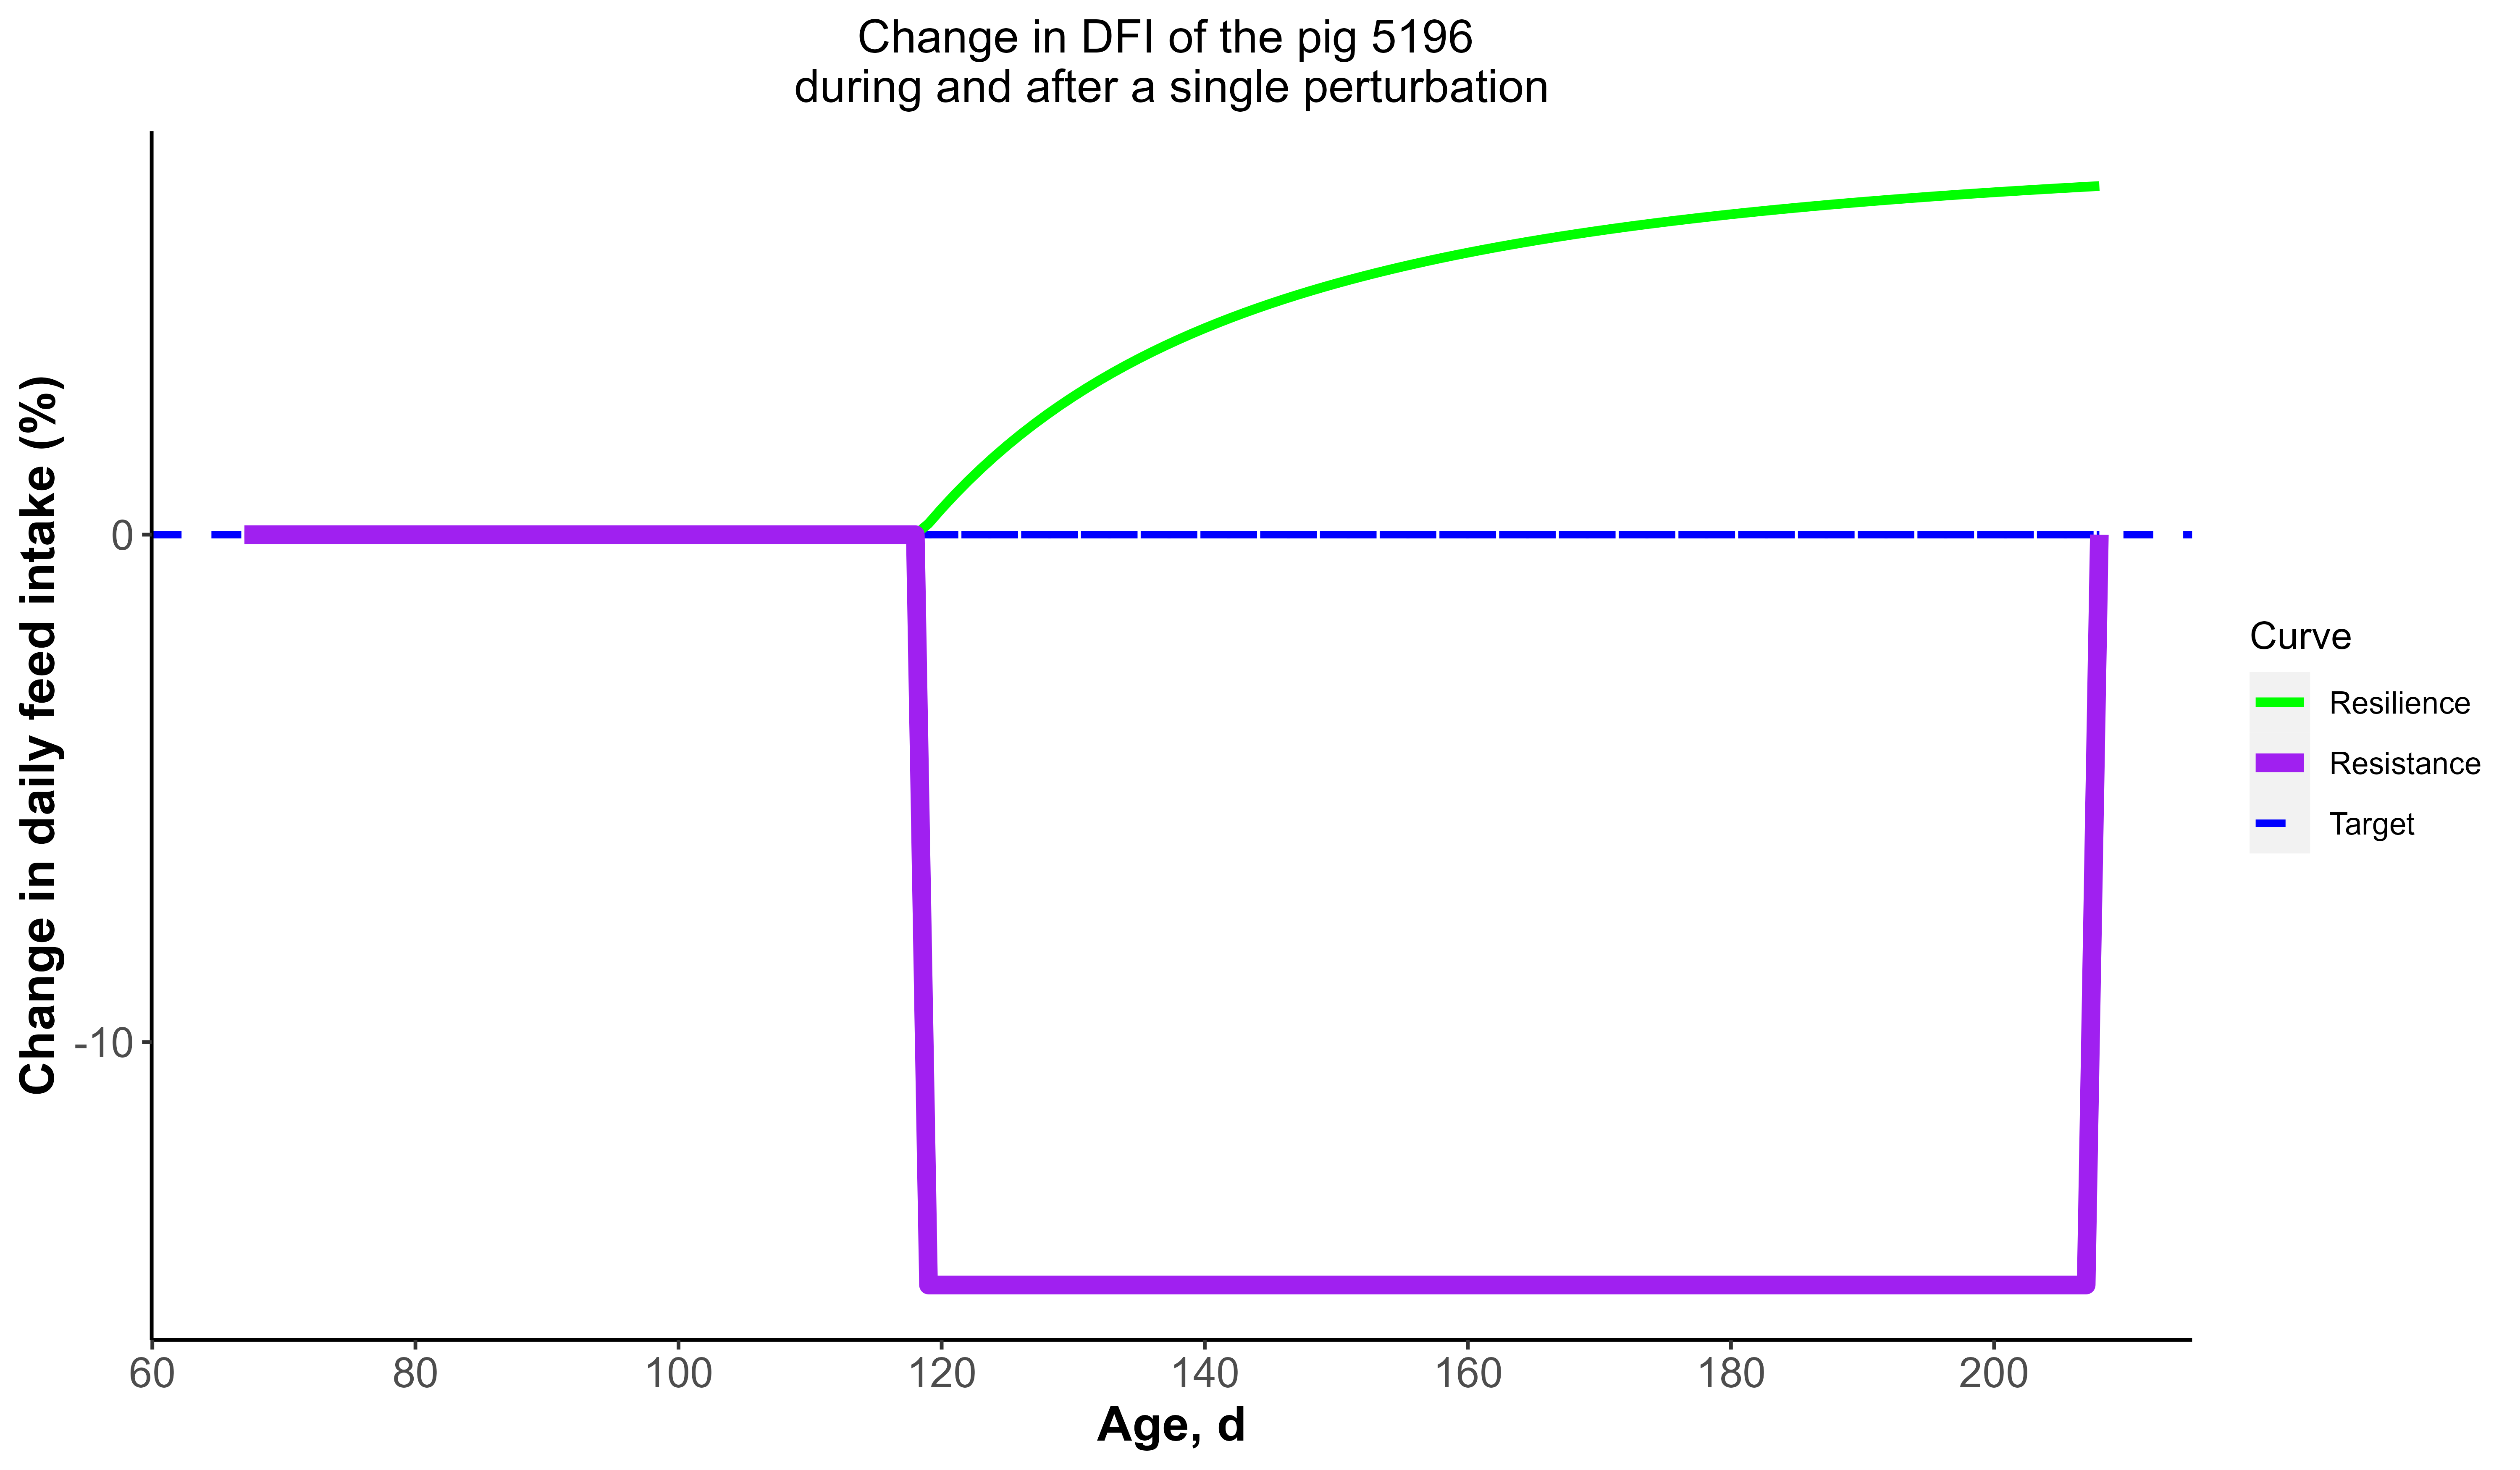 Change in DFI of the pig 5196
during and after a single perturbation
Change in daily feed intake (%)
0
-10
60 80 100 120 140 160 180 200
Age, d
Curve
Resilience
Resistance
Target